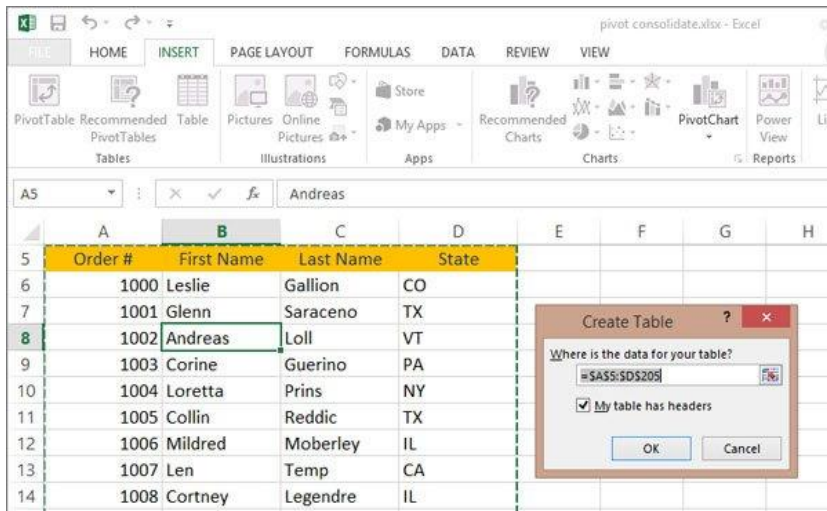 pivot consolidate.xlsx - Excel
FILE HOME INSERT PAGE LAYOUT FORMULAS DATA REVIEW VIEW
PivotTable Recommended PivotTables Table Pictures Online Pictures Store My Apps Recommended Charts PivotChart Power View
Tables Illustrations Apps Charts Reports
A5 fx Andreas
A B C D E F G H
5 Order # First Name Last Name State
6 1000 Leslie Gallion CO
7 1001 Glenn Saraceno TX
8 1002 Andreas Loll VT
9 1003 Corine Guerino PA
10 1004 Loretta Prins NY
11 1005 Collin Reddic TX
12 1006 Mildred Moberley IL
13 1007 Len Temp CA
14 1008 Cortney Legendre IL
Create Table ?
Where is the data for your table?
=$A$5:$D$205
My table has headers
OK Cancel